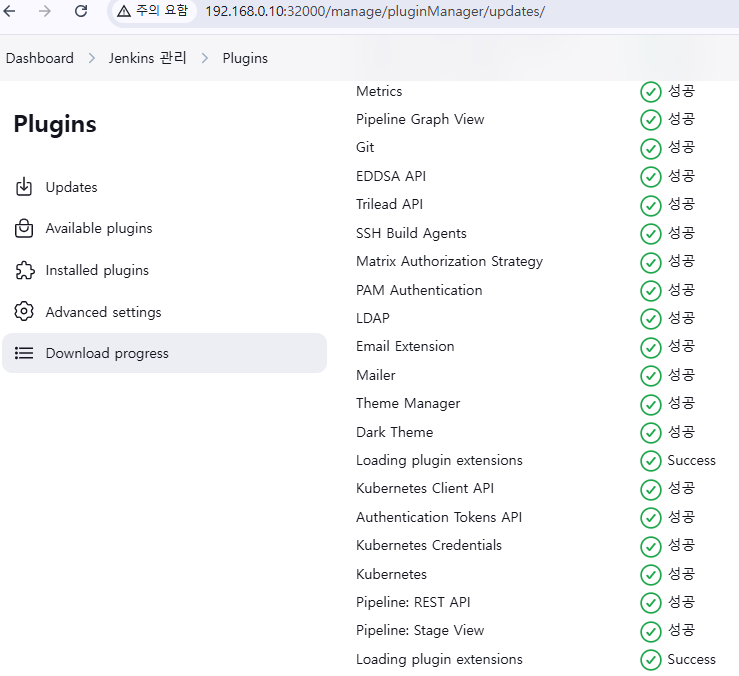 주의 요함 192.168.0.10:32000/manage/pluginManager/updates/
Dashboard Jenkins 관리 Plugins
Plugins
Updates
Available plugins
Installed plugins
Advanced settings
Download progress
Metrics 성공
Pipeline Graph View 성공
Git 성공
EDDSA API 성공
Trilead API 성공
SSH Build Agents 성공
Matrix Authorization Strategy 성공
PAM Authentication 성공
LDAP 성공
Email Extension 성공
Mailer 성공
Theme Manager 성공
Dark Theme 성공
Loading plugin extensions Success
Kubernetes Client API 성공
Authentication Tokens API 성공
Kubernetes Credentials 성공
Kubernetes 성공
Pipeline: REST API 성공
Pipeline: Stage View 성공
Loading plugin extensions Success